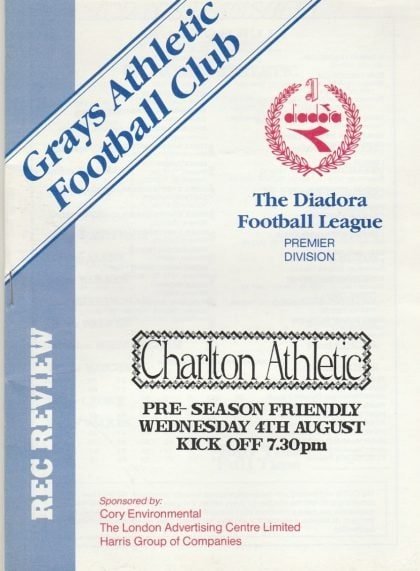 Grays Athletic
Football Club
diadora
The Diadora
Football League
PREMIER
DIVISION
REC REVIEW
Charlton Athletic
PRE- SEASON FRIENDLY
WEDNESDAY 4TH AUGUST
KICK OFF 7.30pm
Sponsored by:
Cory Environmental
The London Advertising Centre Limited
Harris Group of Companies